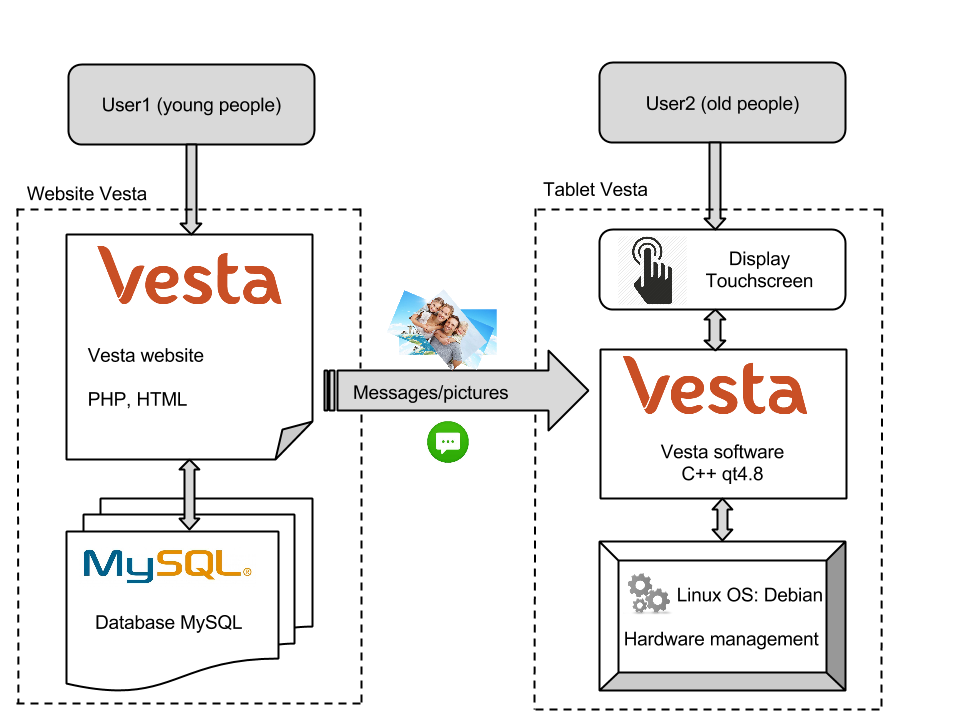 User1 (young people)
User2 (old people)
Website Vesta
Tablet Vesta
Vesta
Vesta website
PHP, HTML
MySQL®
Database MySQL
Messages/pictures
Display
Touchscreen
Vesta
Vesta software
C++ qt4.8
Linux OS: Debian
Hardware management